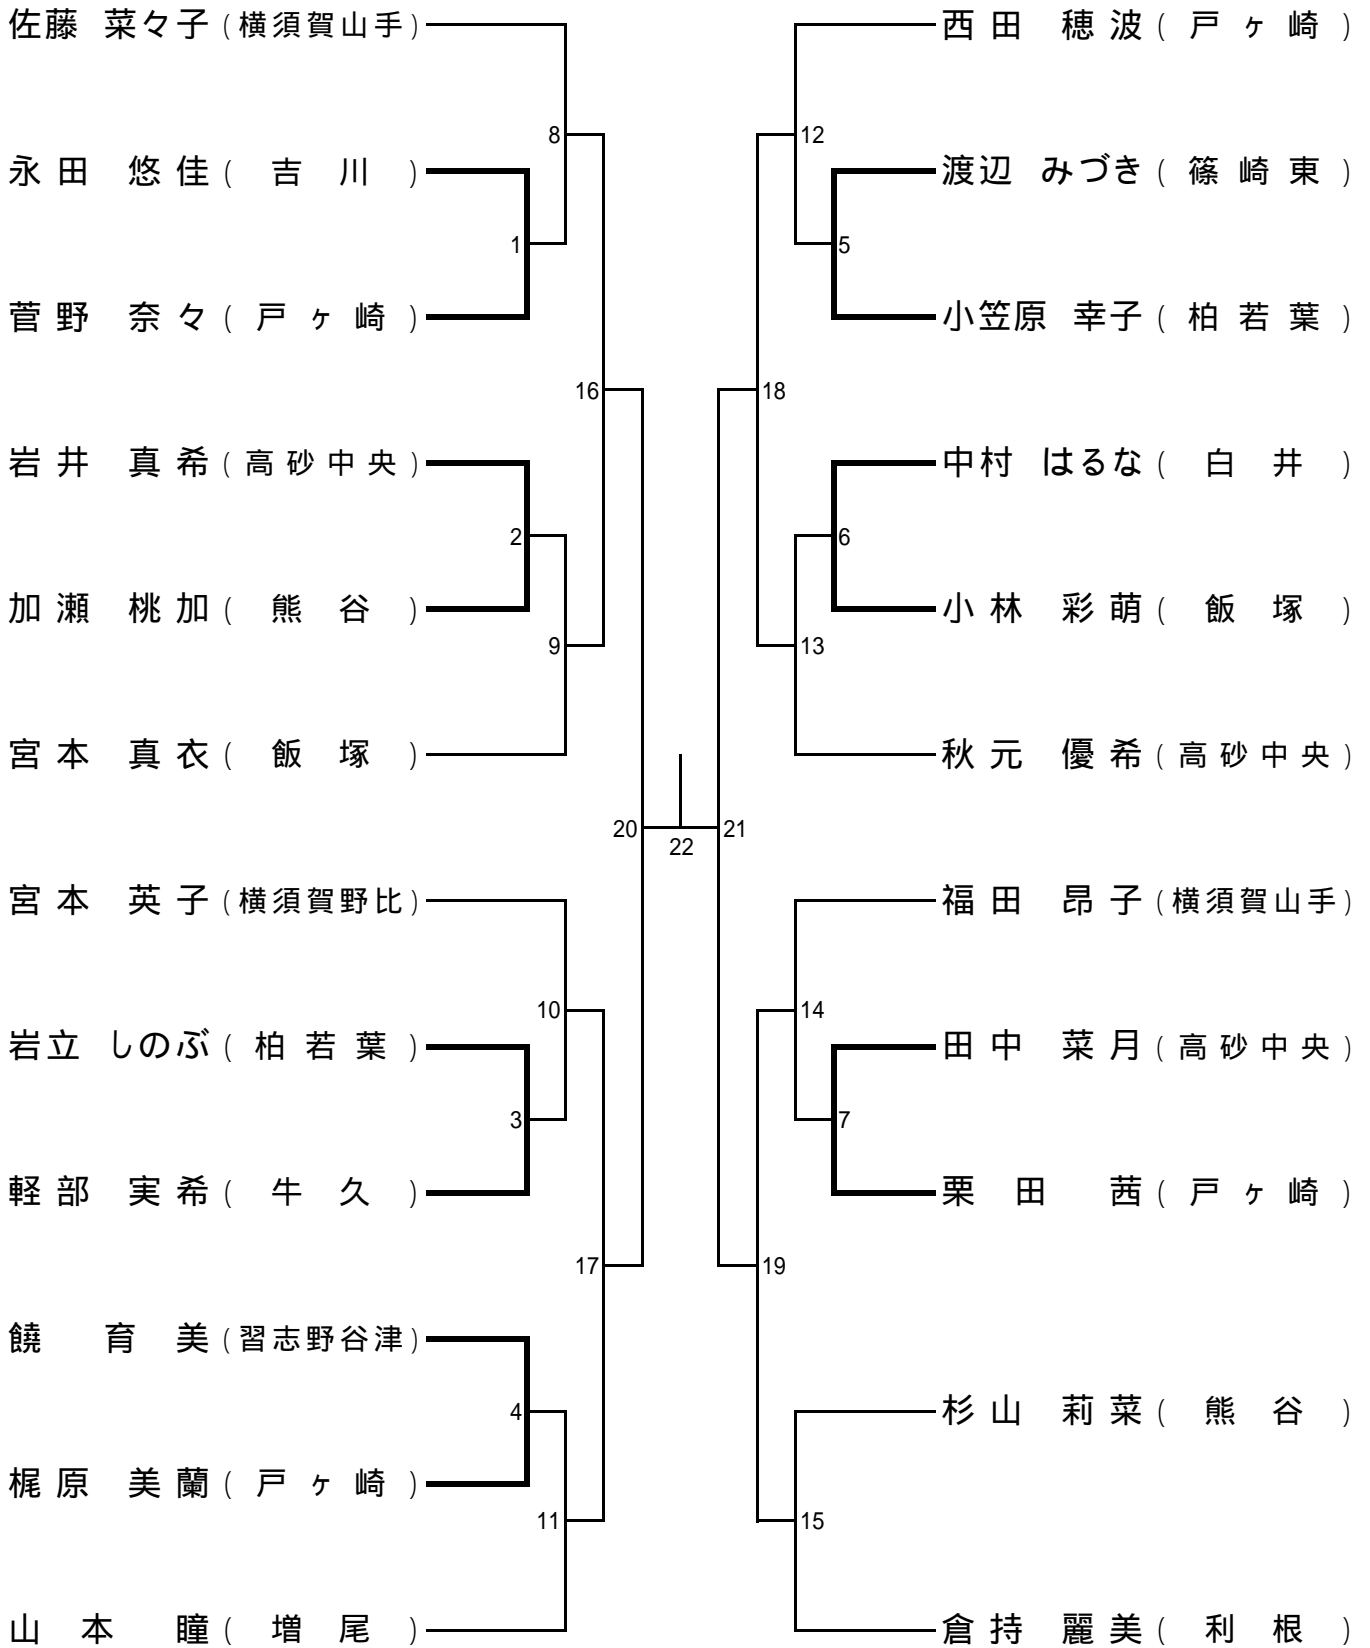 佐藤 菜々子(横須賀山手)
8
永田 悠佳(吉川)
1
菅野 奈々(戸ヶ崎)
16
岩井 真希(高砂中央)
2
加瀬 桃加(熊谷)
9
宮本 真衣(飯塚)
20
宮本 英子(横須賀野比)
10
岩立 しのぶ(柏若葉)
3
軽部 実希(牛久)
17
饒 育美(習志野谷津)
4
梶原 美蘭(戸ヶ崎)
11
山本 瞳(増尾)
22
西田 穂波(戸ヶ崎)
12
渡辺 みづき(篠崎東)
5
小笠原 幸子(柏若葉)
18
中村 はるな(白井)
6
小林 彩萌(飯塚)
13
秋元 優希(高砂中央)
21
福田 昂子(横須賀山手)
14
田中 菜月(高砂中央)
7
栗田 茜(戸ヶ崎)
19
杉山 莉菜(熊谷)
15
倉持 麗美(利根)